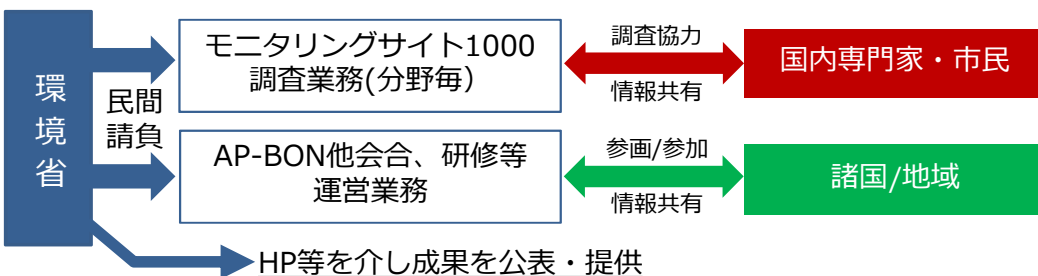 環境省
民間
請負
モニタリングサイト1000
調査業務(分野毎）
調査協力
情報共有
国内専門家・市民
AP-BON他会合、研修等
運営業務
参画/参加
情報共有
諸国/地域
HP等を介し成果を公表・提供